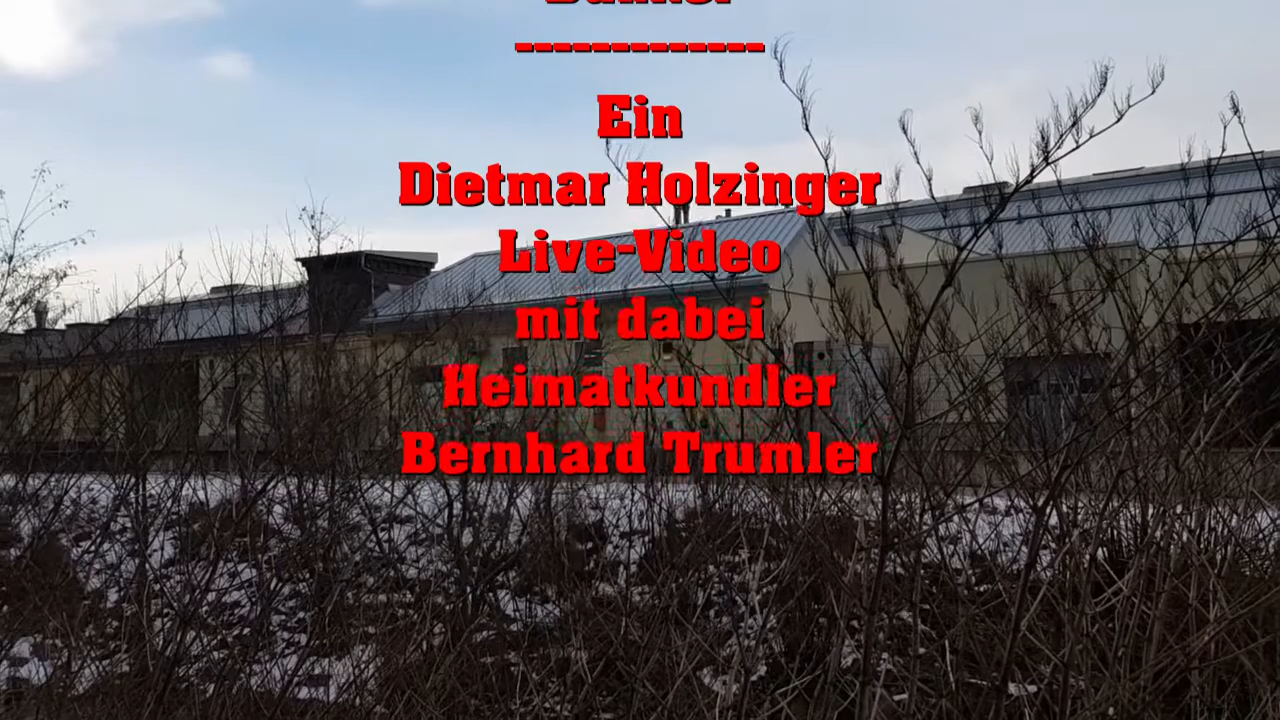 -------------
Ein
Dietmar Holzinger
Live-Video
mit dabei
Heimatkundler
Bernhard Trumler